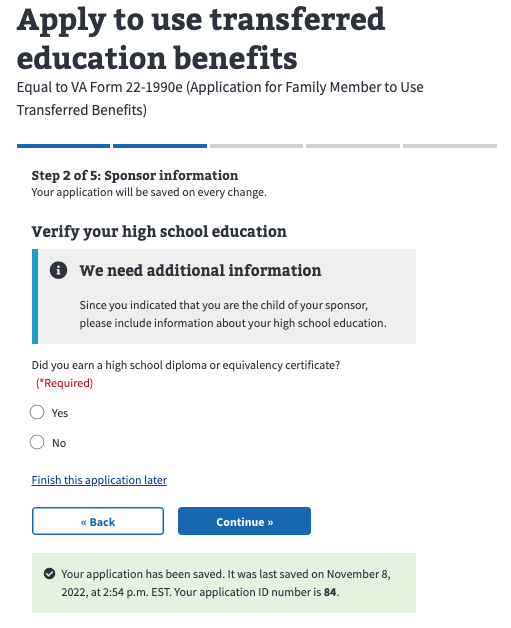 Apply to use transferred
education benefits
Equal to VA Form 22-1990e (Application for Family Member to Use
Transferred Benefits)
Step 2 of 5: Sponsor information
Your application will be saved on every change.
Verify your high school education
We need additional information
Since you indicated that you are the child of your sponsor,
please include information about your high school education.
Did you earn a high school diploma or equivalency certificate?
(*Required)
Yes
No
Finish this application later
« Back
Continue »
Your application has been saved. It was last saved on November 8,
2022, at 2:54 p.m. EST. Your application ID number is 84.